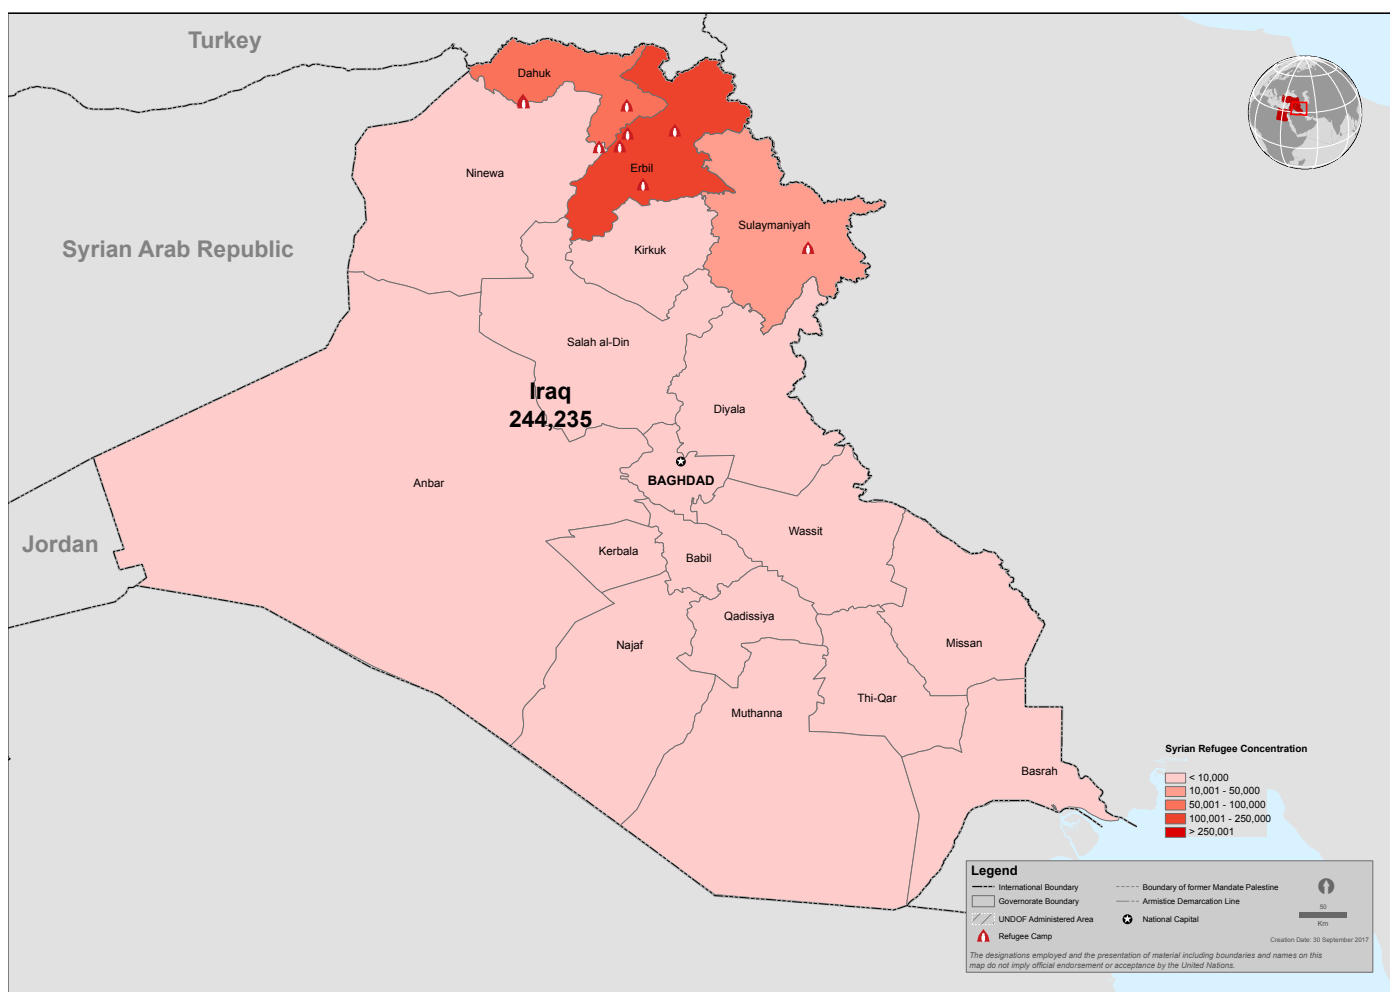 Turkey
Dahuk
Erbil
Ninewa
Sulaymaniyah
Syrian Arab Republic
Kirkuk
Salah al-Din
Iraq
244,235
Diyala
BAGHDAD
Anbar
Wassit
Jordan
Kerbala
Babil
Qadissiya
Najaf
Missan
Thi-Qar
Muthanna
Basrah
Syrian Refugee Concentration
< 10,000
10,001 - 50,000
50,001 - 100,000
100,001 - 250,000
> 250,001
Legend
International Boundary
Governorate Boundary
UNDOF Administered Area
Refugee Camp
Boundary of former Mandate Palestine
Armistice Demarcation Line
National Capital
50
Km
Creation Date: 30 September 2017
The designations employed and the presentation of material including boundaries and names on this
map do not imply official endorsement or acceptance by the United Nations.